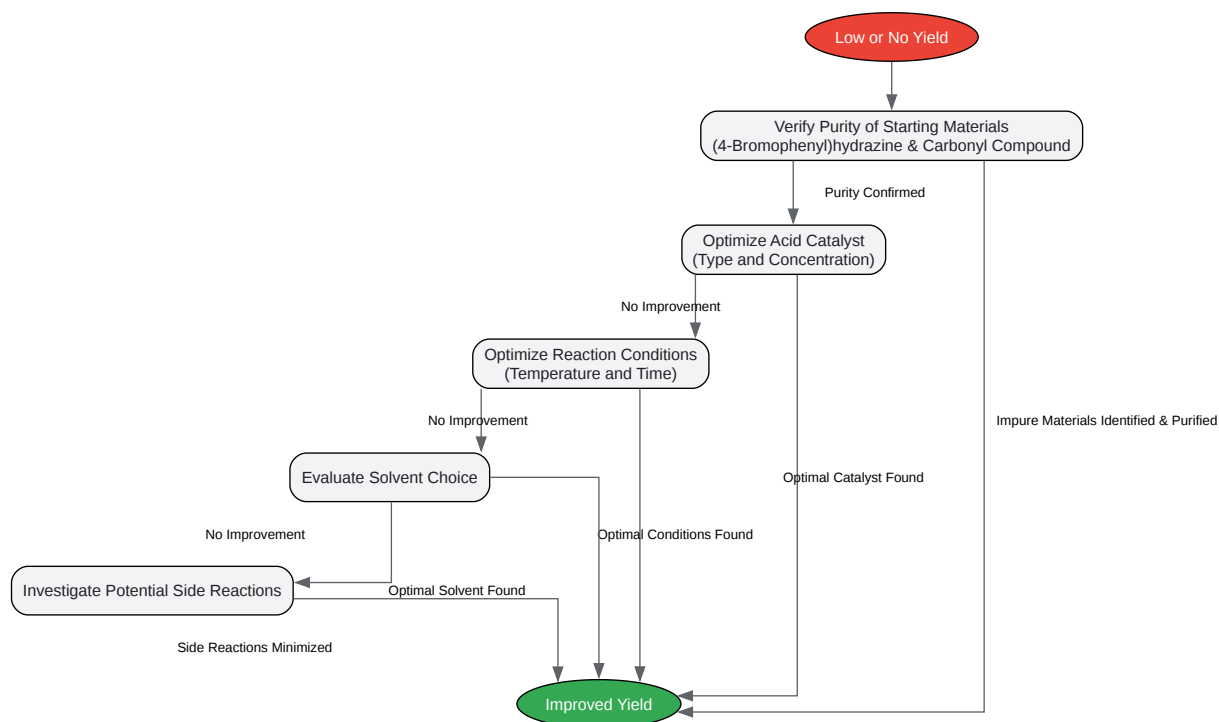 Low or No Yield
Verify Purity of Starting Materials
(4-Bromophenyl)hydrazine & Carbonyl Compound
Purity Confirmed
Optimize Acid Catalyst
(Type and Concentration)
No Improvement
Optimize Reaction Conditions
(Temperature and Time)
No Improvement
Impure Materials Identified & Purified
Evaluate Solvent Choice
Optimal Catalyst Found
No Improvement
Optimal Conditions Found
Investigate Potential Side Reactions
Optimal Solvent Found
Side Reactions Minimized
Improved Yield